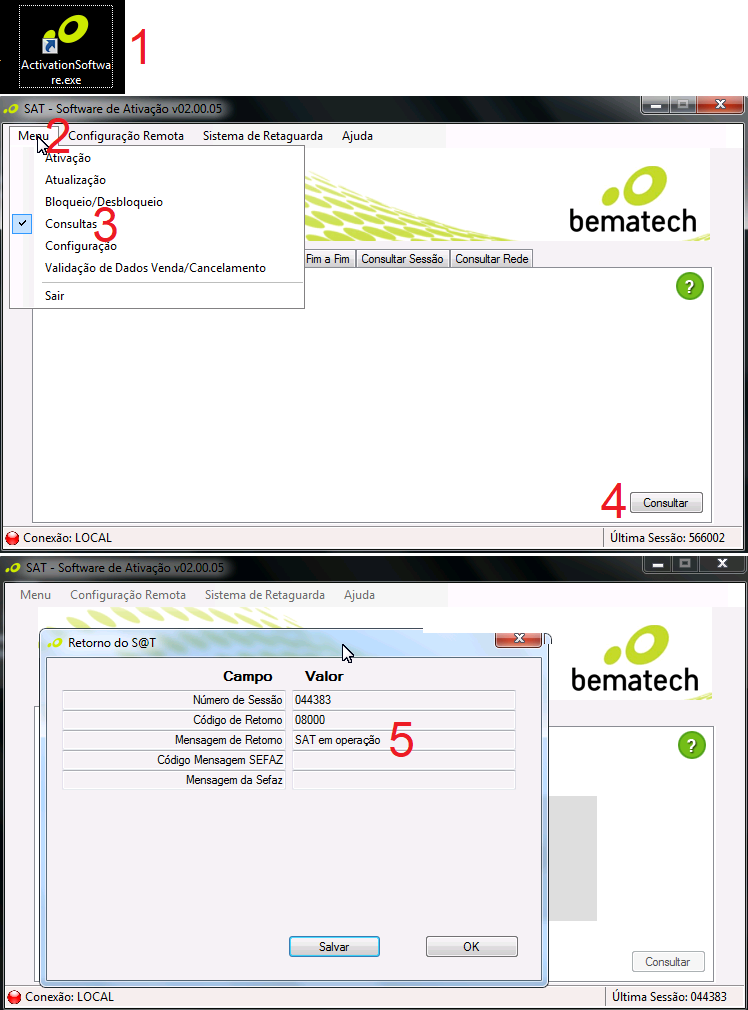 1
ActivationSoftwa
re.exe
SAT - Software de Ativação v02.00.05
Menu Configuração Remota Sistema de Retaguarda Ajuda
2
Ativação
Atualização
Bloqueio/Desbloqueio
Consultas
3
Configuração
Validação de Dados Venda/Cancelamento
Sair
bematech
Fim a Fim Consultar Sessão Consultar Rede
?
4
Consultar
Conexão: LOCAL Última Sessão: 566002
SAT - Software de Ativação v02.00.05
Menu Configuração Remota Sistema de Retaguarda Ajuda
bematech
Retorno do S@T
Campo Valor
Número de Sessão 044383
Código de Retorno 08000
Mensagem de Retorno SAT em operação
5
Código Mensagem SEFAZ
Mensagem da Sefaz
?
Salvar OK
Consultar
Conexão: LOCAL Última Sessão: 044383